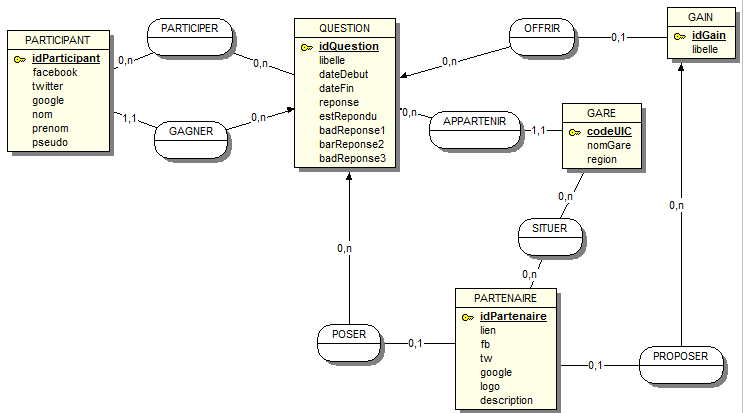 PARTICIPANT
idParticipant
facebook
twitter
google
nom
prenom
pseudo
PARTICIPER
0,n
0,n
1,1
GAGNER
0,n
QUESTION
idQuestion
libelle
dateDebut
dateFin
reponse
estRepondu
badReponse1
barReponse2
badReponse3
OFFRIR
0,n
0,1
GAIN
idGain
libelle
0,n
APPARTENIR
1,1
GARE
codeUIC
nomGare
region
0,n
SITUER
0,n
0,n
POSER
0,1
PARTENAIRE
idPartenaire
lien
fb
tw
google
logo
description
0,n
0,1
PROPOSER